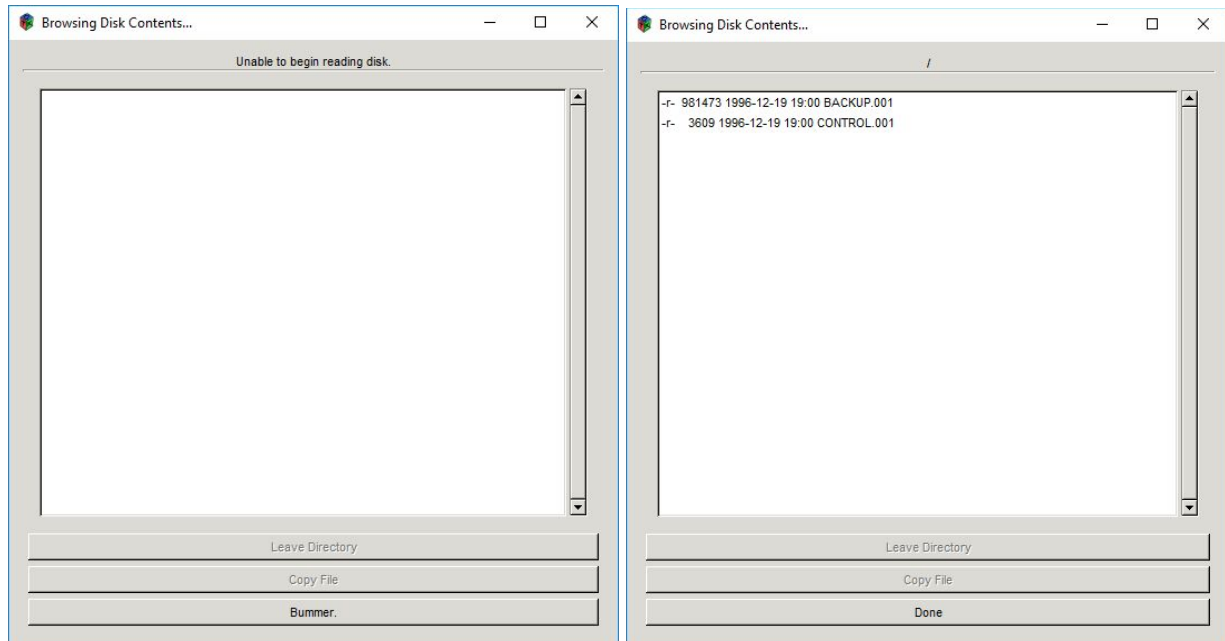 Browsing Disk Contents...
Unable to begin reading disk.
Leave Directory
Copy File
Bummer.
Browsing Disk Contents...
/
-r- 981473 1996-12-19 19:00 BACKUP.001
-r- 3609 1996-12-19 19:00 CONTROL.001
Leave Directory
Copy File
Done